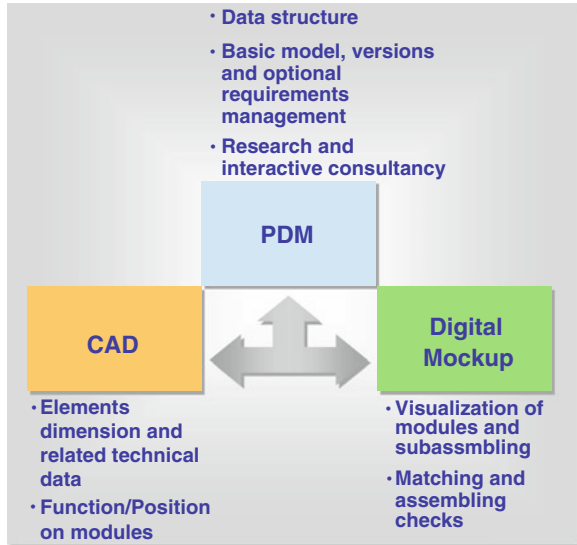 · Data structure
· Basic model, versions
and optional
requirements
management
· Research and
interactive consultancy
PDM
CAD
Digital
Mockup
· Elements
dimension and
related technical
data
· Function/Position
on modules
· Visualization of
modules and
subassmbling
· Matching and
assembling
checks